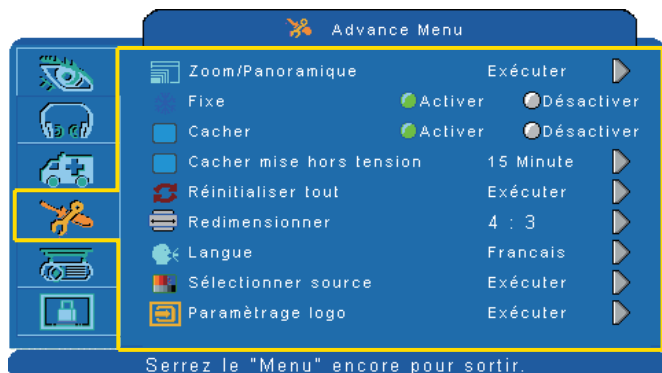 Advance Menu
Zoom/Panoramique Exécuter
Fixe Activer Désactiver
Cacher Activer Désactiver
Cacher mise hors tension 15 Minute
Réinitialiser tout Exécuter
Redimensionner 4 : 3
Langue Francais
Sélectionner source Exécuter
Paramètrage logo Exécuter
Serrez le "Menu" encore pour sortir.